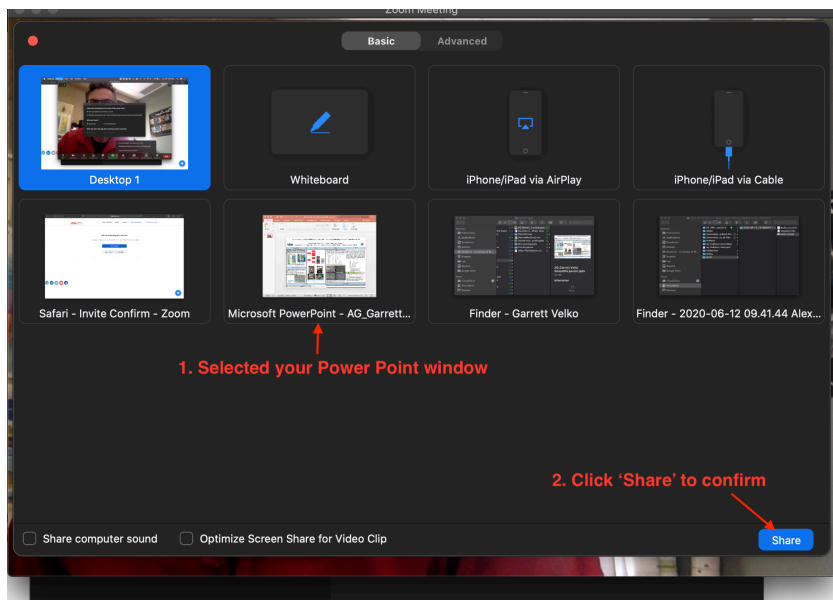 Zoom Meeting
Basic
Advanced
Desktop 1
Whiteboard
iPhone/iPad via AirPlay
iPhone/iPad via Cable
Safari - Invite Confirm - Zoom
Microsoft PowerPoint - AG_Garrett...
Finder - Garrett Velko
Finder - 2020-06-12 09.41.44 Alex...
1. Selected your Power Point window
2. Click ‘Share’ to confirm
Share computer sound
Optimize Screen Share for Video Clip
Share